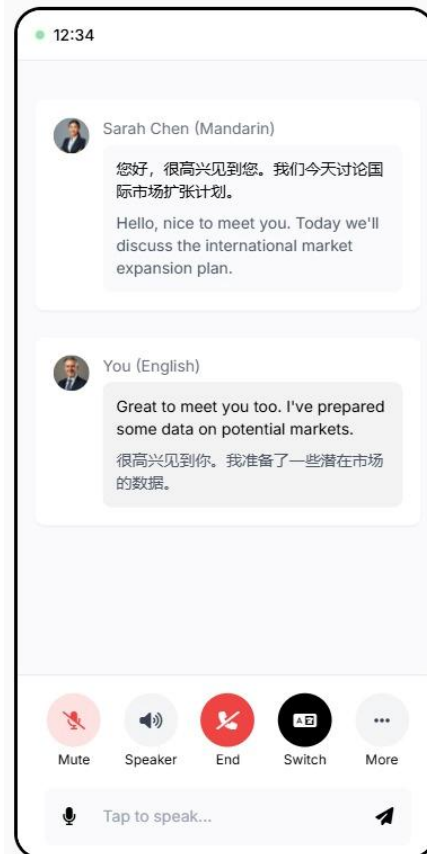 12:34
Sarah Chen (Mandarin)
您好，很高兴见到您。我们今天讨论国
际市场扩张计划。
Hello, nice to meet you. Today we'll
discuss the international market
expansion plan.
You (English)
Great to meet you too. I've prepared
some data on potential markets.
很高兴见到你。我准备了一些潜在市场
的数据。
Mute Speaker End Switch More
Tap to speak...